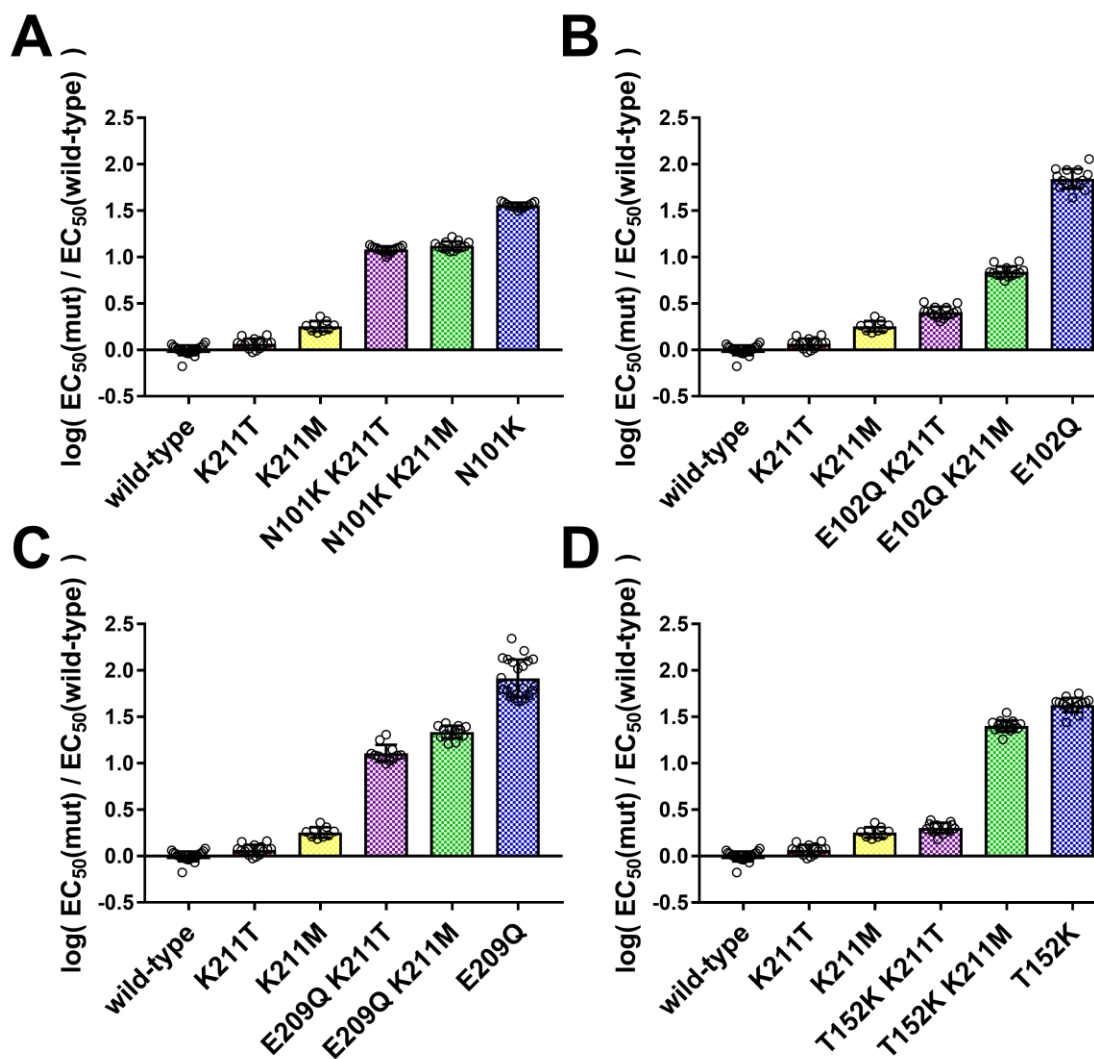 A
log( EC50(mut) / EC50(wild-type) )
2.5
2.0
1.5
1.0
0.5
0.0
-0.5
wild-type
K211T
K211M
N101K K211T
N101K K211M
N101K
B
log( EC50(mut) / EC50(wild-type) )
2.5
2.0
1.5
1.0
0.5
0.0
-0.5
wild-type
K211T
K211M
E102Q K211T
E102Q K211M
E102Q
C
log( EC50(mut) / EC50(wild-type) )
2.5
2.0
1.5
1.0
0.5
0.0
-0.5
wild-type
K211T
K211M
E209Q K211T
E209Q K211M
E209Q
D
log( EC50(mut) / EC50(wild-type) )
2.5
2.0
1.5
1.0
0.5
0.0
-0.5
wild-type
K211T
K211M
T152K K211T
T152K K211M
T152K